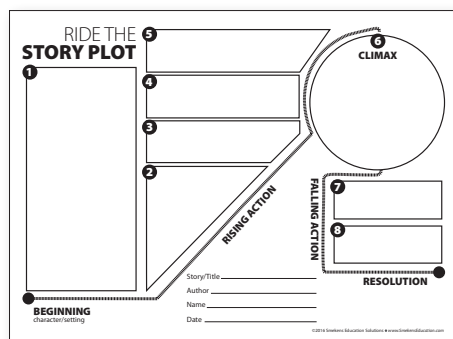 RIDE THE
STORY PLOT
1
5
4
3
2
6
CLIMAX
RISING ACTION
FALLING ACTION
7
8
RESOLUTION
BEGINNING
character/setting
Story/Title
Author
Name
Date
©2016 Smekens Education Solutions • www.SmekensEducation.com